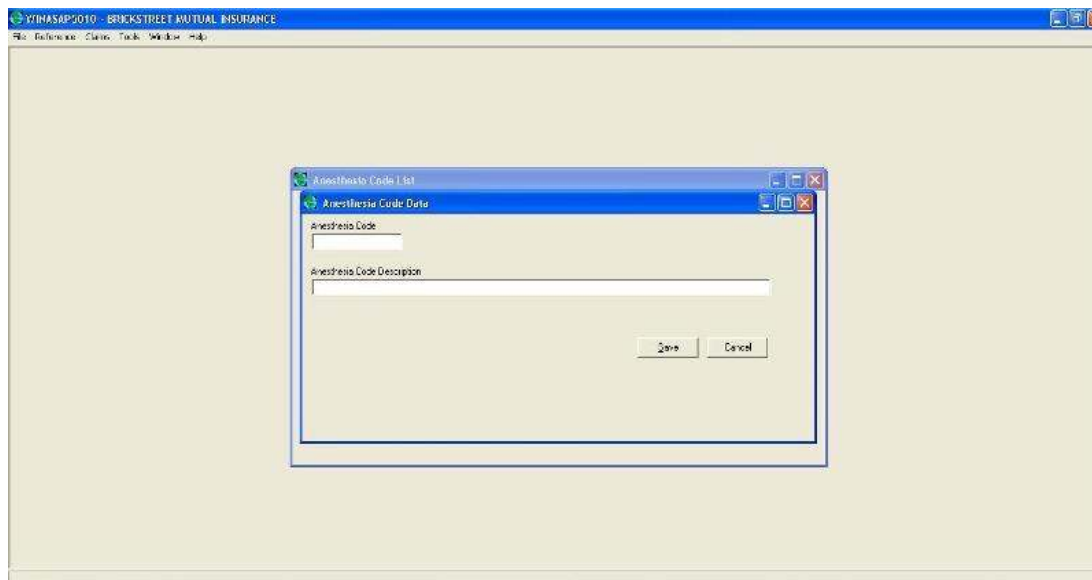 WINASAP5010 - BRICKSTREET MUTUAL INSURANCE
File Reference Claims Tools Window Help
Anesthesia Code List
Anesthesia Code Data
Anesthesia Code
Anesthesia Code Description
Save Cancel